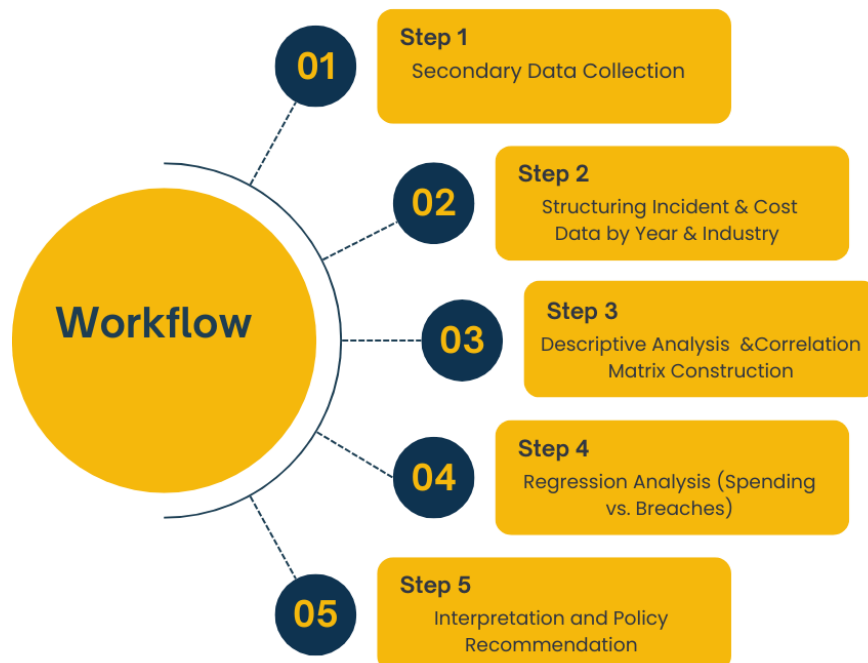 Workflow
01
Step 1
Secondary Data Collection
02
Step 2
Structuring Incident & Cost
Data by Year & Industry
03
Step 3
Descriptive Analysis &Correlation
Matrix Construction
04
Step 4
Regression Analysis (Spending
vs. Breaches)
05
Step 5
Interpretation and Policy
Recommendation